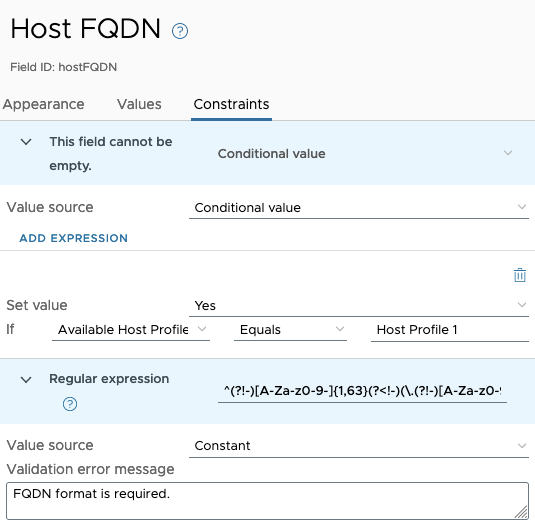 Host FQDN
Field ID: hostFQDN
Appearance Values Constraints
This field cannot be empty. Conditional value
Value source Conditional value
ADD EXPRESSION
Set value Yes
If Available Host Profile Equals Host Profile 1
Regular expression ^(?!-)[A-Za-z0-9-]{1,63}(?<!-)(\.(?!-)[A-Za-z0-9
Value source Constant
Validation error message
FQDN format is required.